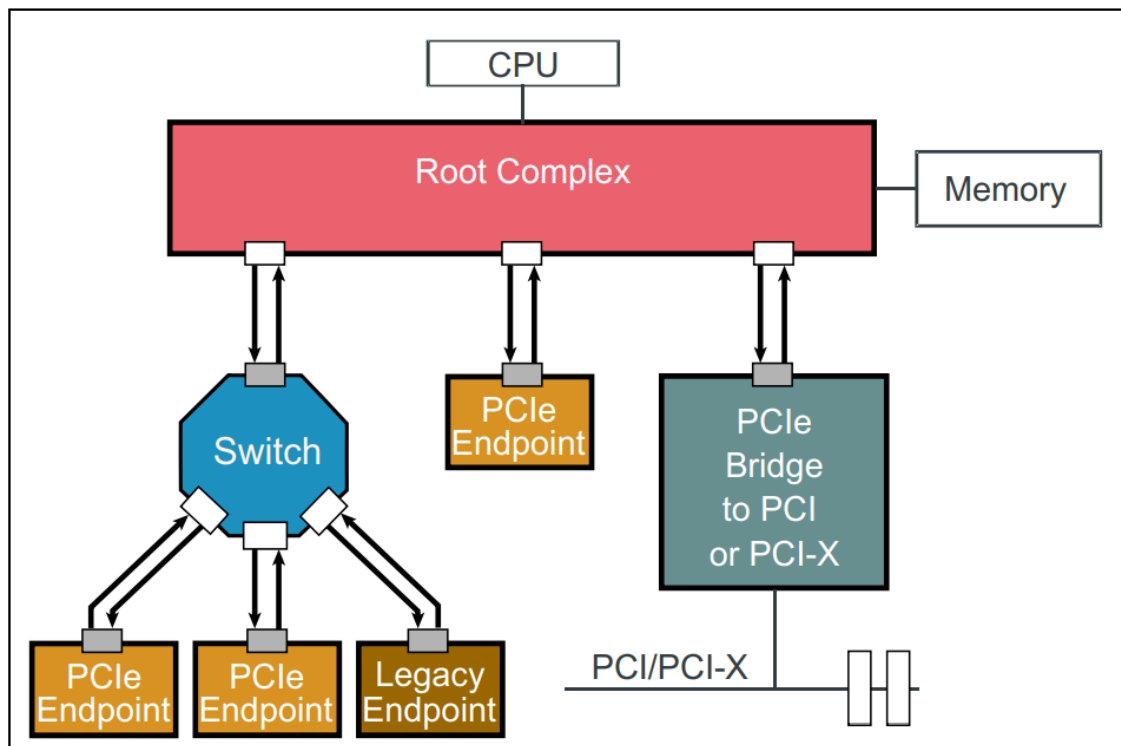 CPU
Root Complex
Memory
Switch
PCIe
Endpoint
PCIe
Bridge
to PCI
or PCI-X
PCIe
Endpoint
PCIe
Endpoint
Legacy
Endpoint
PCI/PCI-X